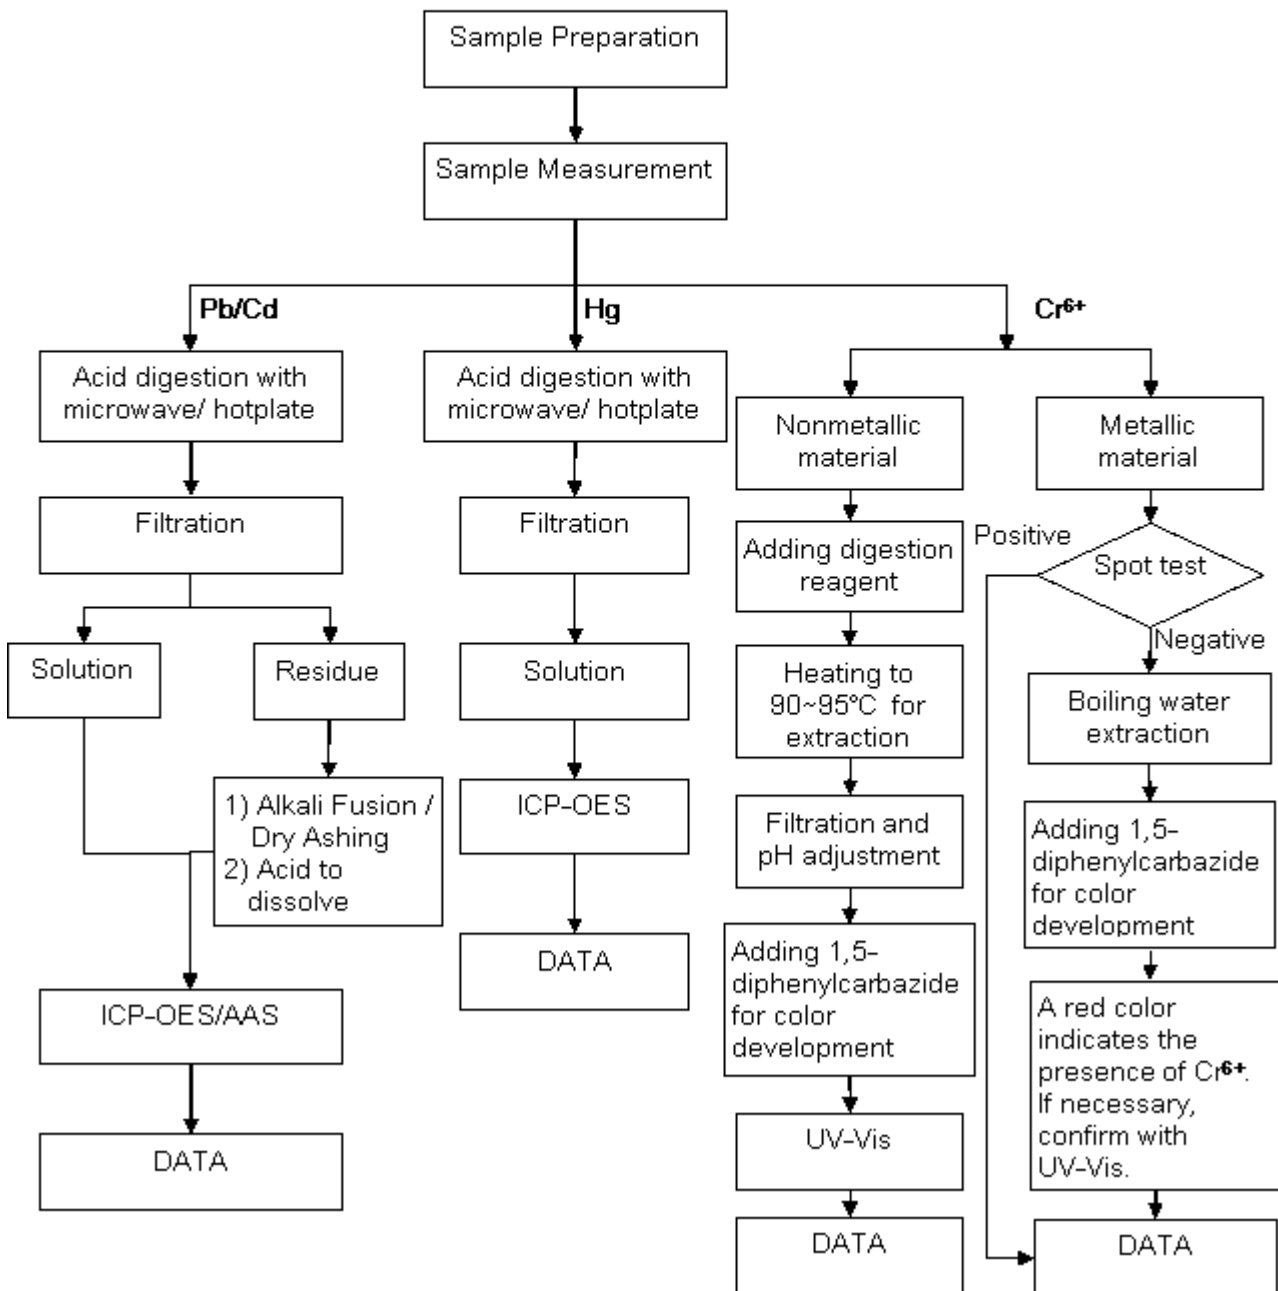 Sample Preparation
Sample Measurement
Pb/Cd
Hg
Cr⁶⁺
Acid digestion with
microwave/ hotplate
Filtration
Solution
Residue
1) Alkali Fusion /
Dry Ashing
2) Acid to
dissolve
ICP-OES/AAS
DATA
Acid digestion with
microwave/ hotplate
Filtration
Solution
ICP-OES
DATA
Nonmetallic
material
Adding digestion
reagent
Heating to
90~95°C for
extraction
Filtration and
pH adjustment
Adding 1,5-
diphenylcarbazide
for color
development
UV-Vis
DATA
Metallic
material
Positive
Spot test
Negative
Boiling water
extraction
Adding 1,5-
diphenylcarbazide
for color
development
A red color
indicates the
presence of Cr⁶⁺.
If necessary,
confirm with
UV-Vis.
DATA